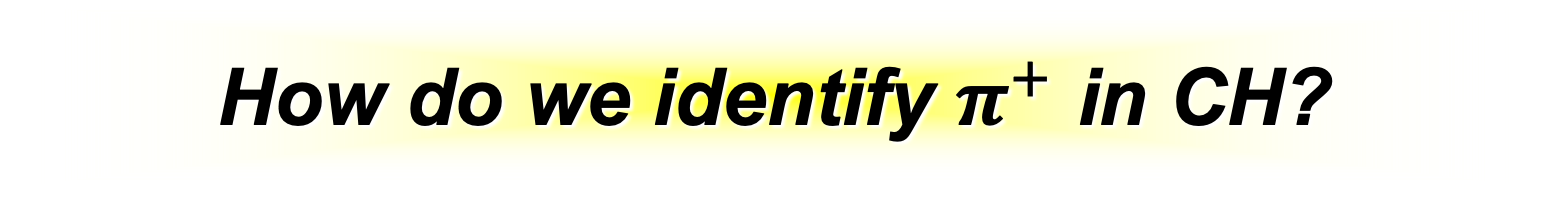 How do we identify π⁺ in CH?